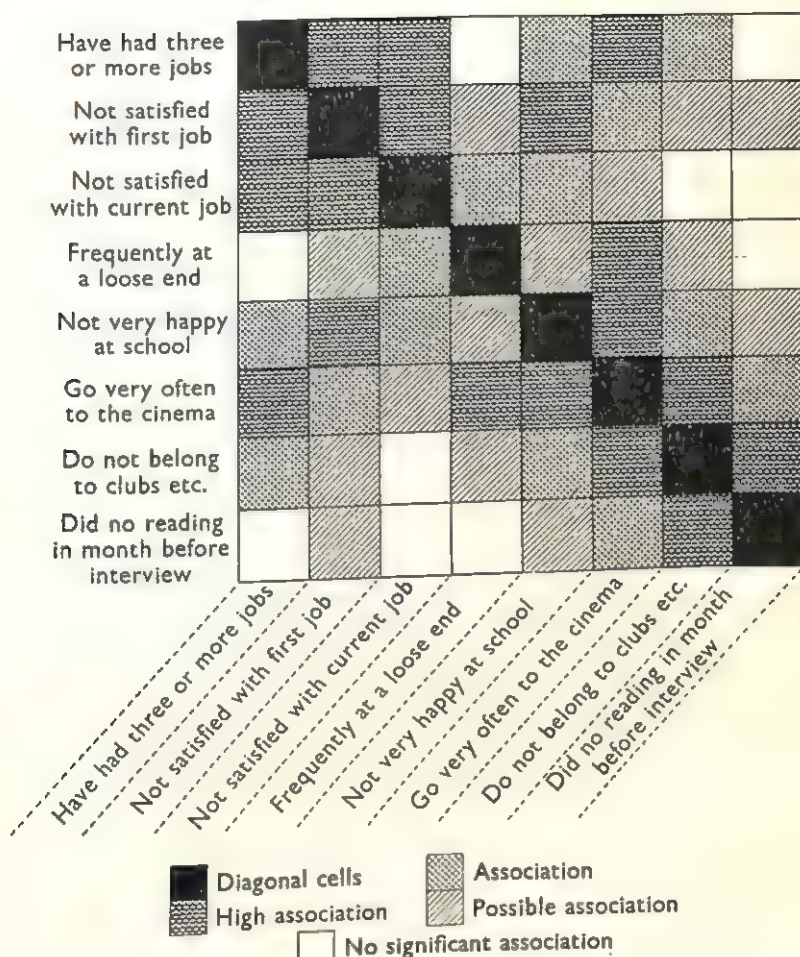 Have had three
or more jobs
Not satisfied
with first job
Not satisfied
with current job
Frequently at
a loose end
Not very happy
at school
Go very often
to the cinema
Do not belong
to clubs etc.
Did no reading
in month before
interview
Have had three or more jobs
Not satisfied with first job
Not satisfied with current job
Frequently at a loose end
Not very happy at school
Go very often to the cinema
Do not belong to clubs etc.
Did no reading in month
before interview
Diagonal cells
High association
Association
Possible association
No significant association